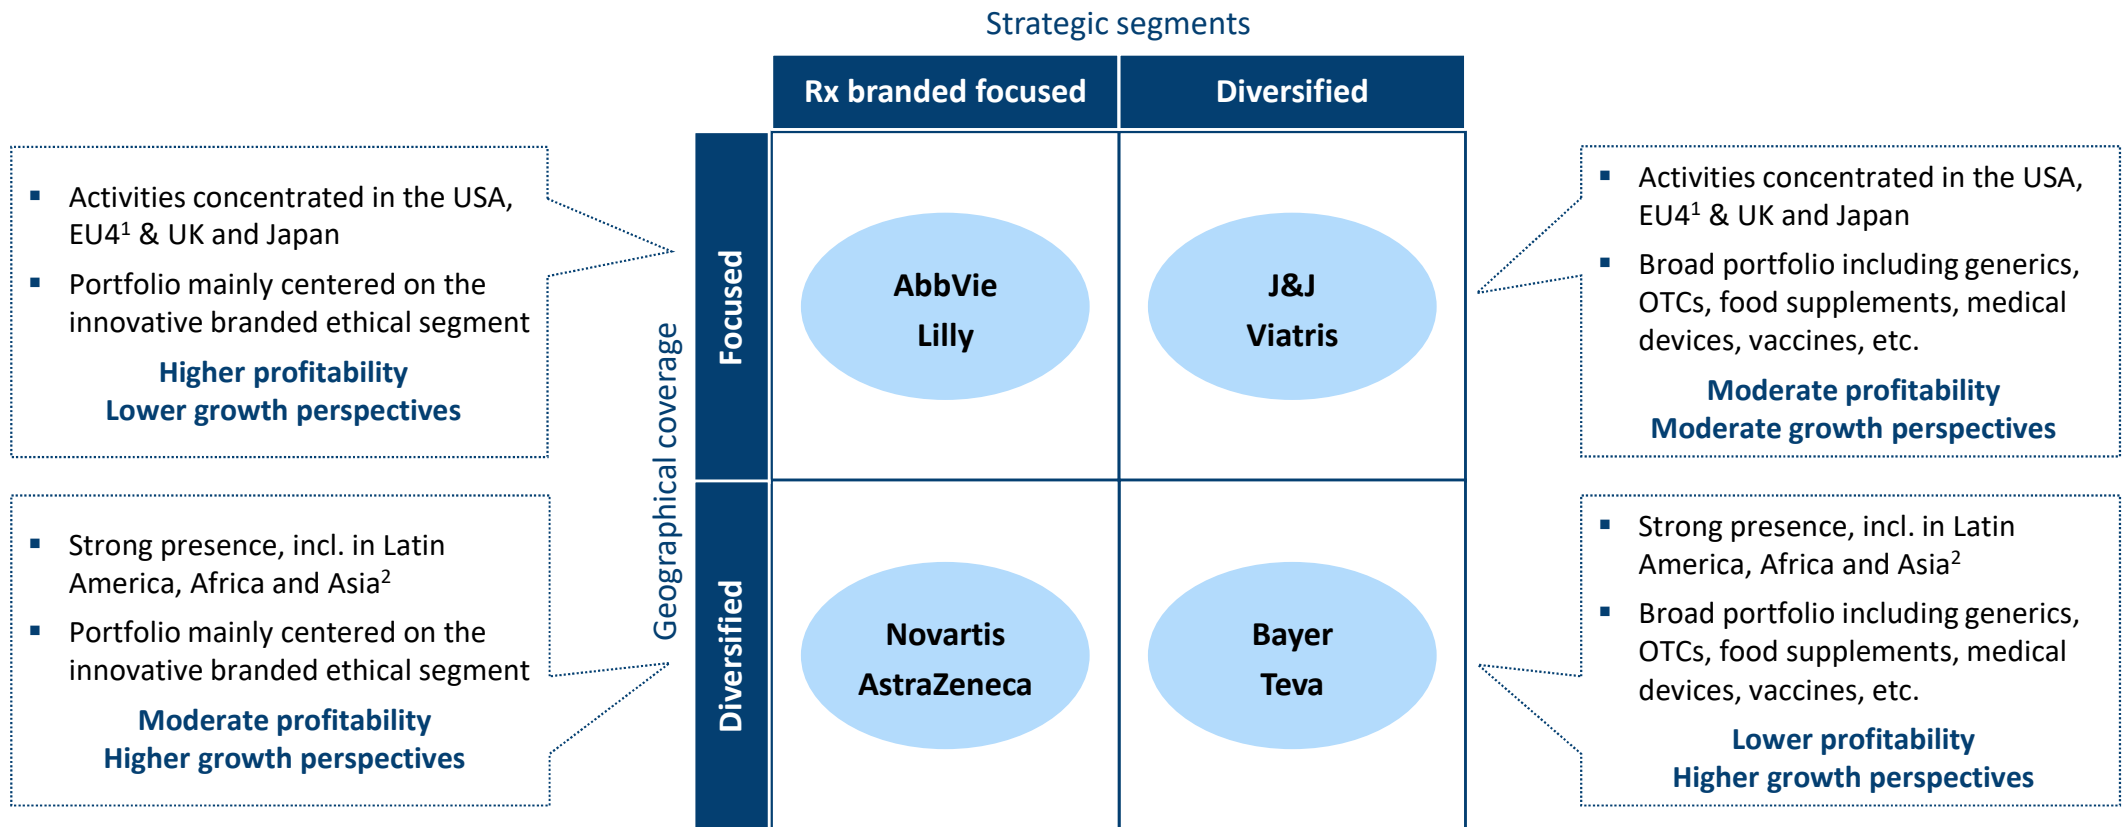 Strategic segments
Rx branded focused
Diversified
▪ Activities concentrated in the USA,
EU4¹ & UK and Japan
▪ Portfolio mainly centered on the
innovative branded ethical segment
Higher profitability
Lower growth perspectives
Geographical coverage
Focused
AbbVie
Lilly
J&J
Viatris
▪ Activities concentrated in the USA,
EU4¹ & UK and Japan
▪ Broad portfolio including generics,
OTCs, food supplements, medical
devices, vaccines, etc.
Moderate profitability
Moderate growth perspectives
▪ Strong presence, incl. in Latin
America, Africa and Asia²
▪ Portfolio mainly centered on the
innovative branded ethical segment
Moderate profitability
Higher growth perspectives
Diversified
Novartis
AstraZeneca
Bayer
Teva
▪ Strong presence, incl. in Latin
America, Africa and Asia²
▪ Broad portfolio including generics,
OTCs, food supplements, medical
devices, vaccines, etc.
Lower profitability
Higher growth perspectives